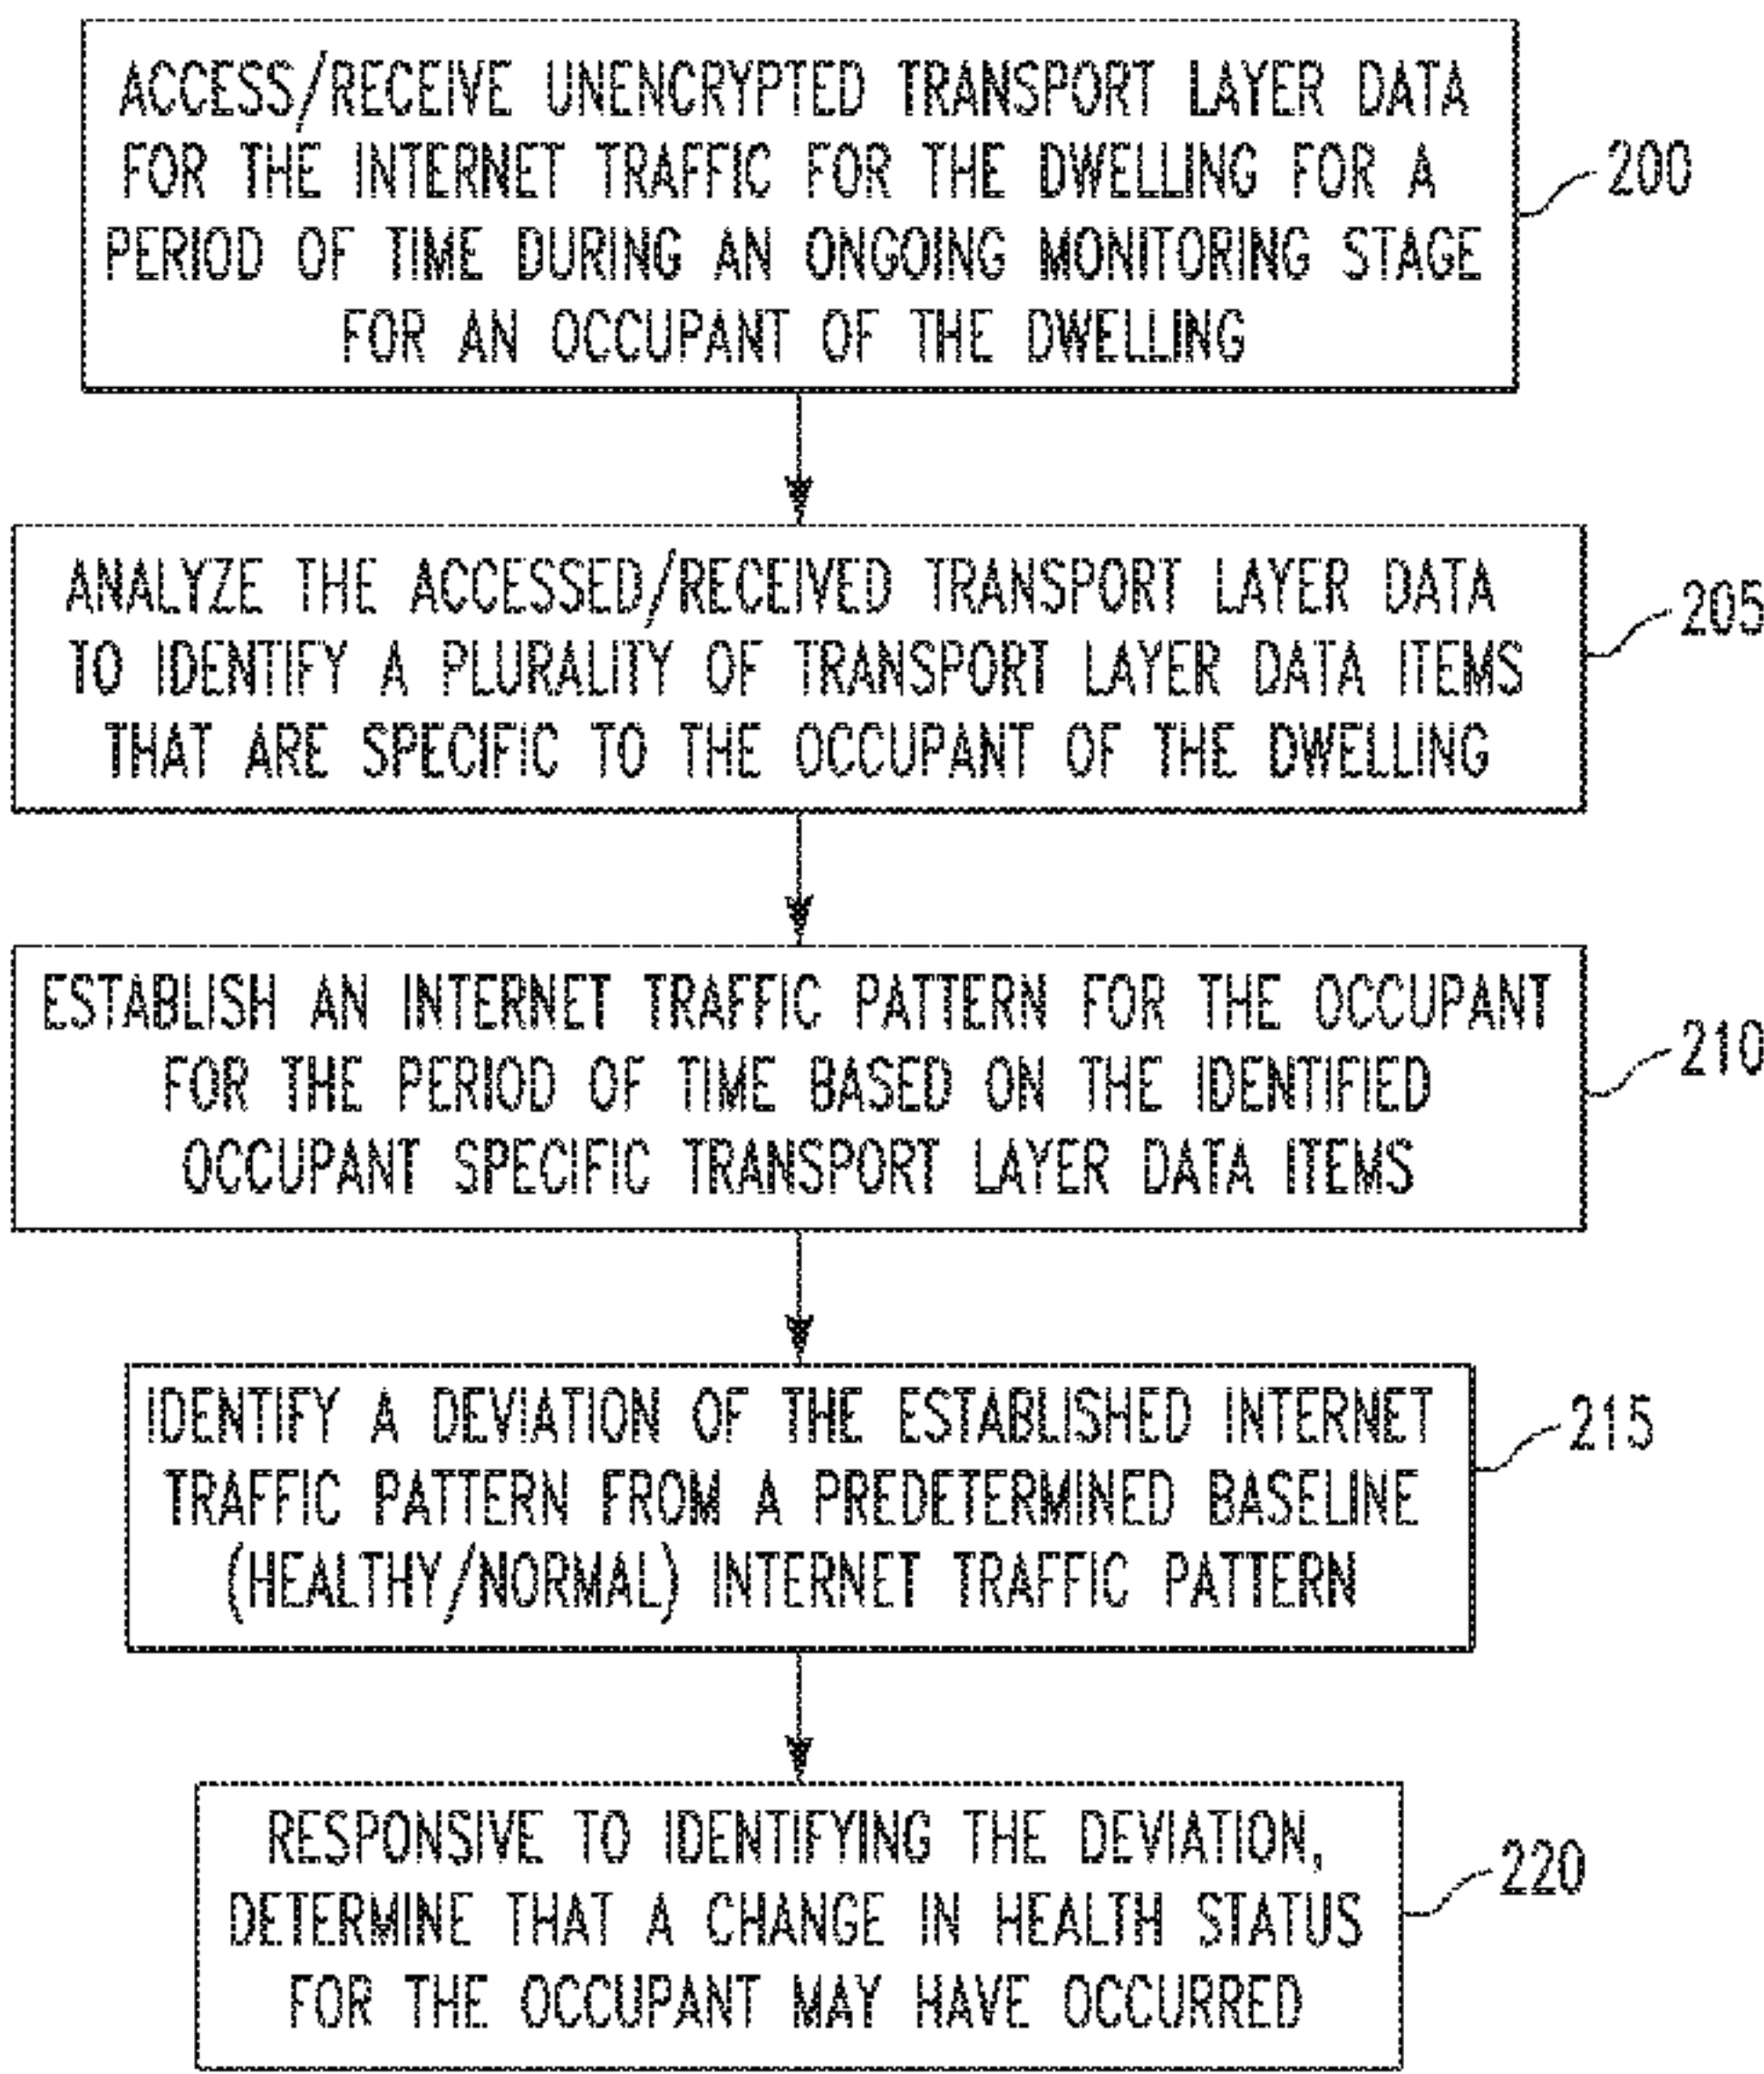 ACCESS/RECEIVE UNENCRYPTED TRANSPORT LAYER DATA
FOR THE INTERNET TRAFFIC FOR THE DWELLING FOR A
PERIOD OF TIME DURING AN ONGOING MONITORING STAGE
FOR AN OCCUPANT OF THE DWELLING
200
ANALYZE THE ACCESSED/RECEIVED TRANSPORT LAYER DATA
TO IDENTIFY A PLURALITY OF TRANSPORT LAYER DATA ITEMS
THAT ARE SPECIFIC TO THE OCCUPANT OF THE DWELLING
205
ESTABLISH AN INTERNET TRAFFIC PATTERN FOR THE OCCUPANT
FOR THE PERIOD OF TIME BASED ON THE IDENTIFIED
OCCUPANT SPECIFIC TRANSPORT LAYER DATA ITEMS
210
IDENTIFY A DEVIATION OF THE ESTABLISHED INTERNET
TRAFFIC PATTERN FROM A PREDETERMINED BASELINE
(HEALTHY/NORMAL) INTERNET TRAFFIC PATTERN
215
RESPONSIVE TO IDENTIFYING THE DEVIATION,
DETERMINE THAT A CHANGE IN HEALTH STATUS
FOR THE OCCUPANT MAY HAVE OCCURRED
220